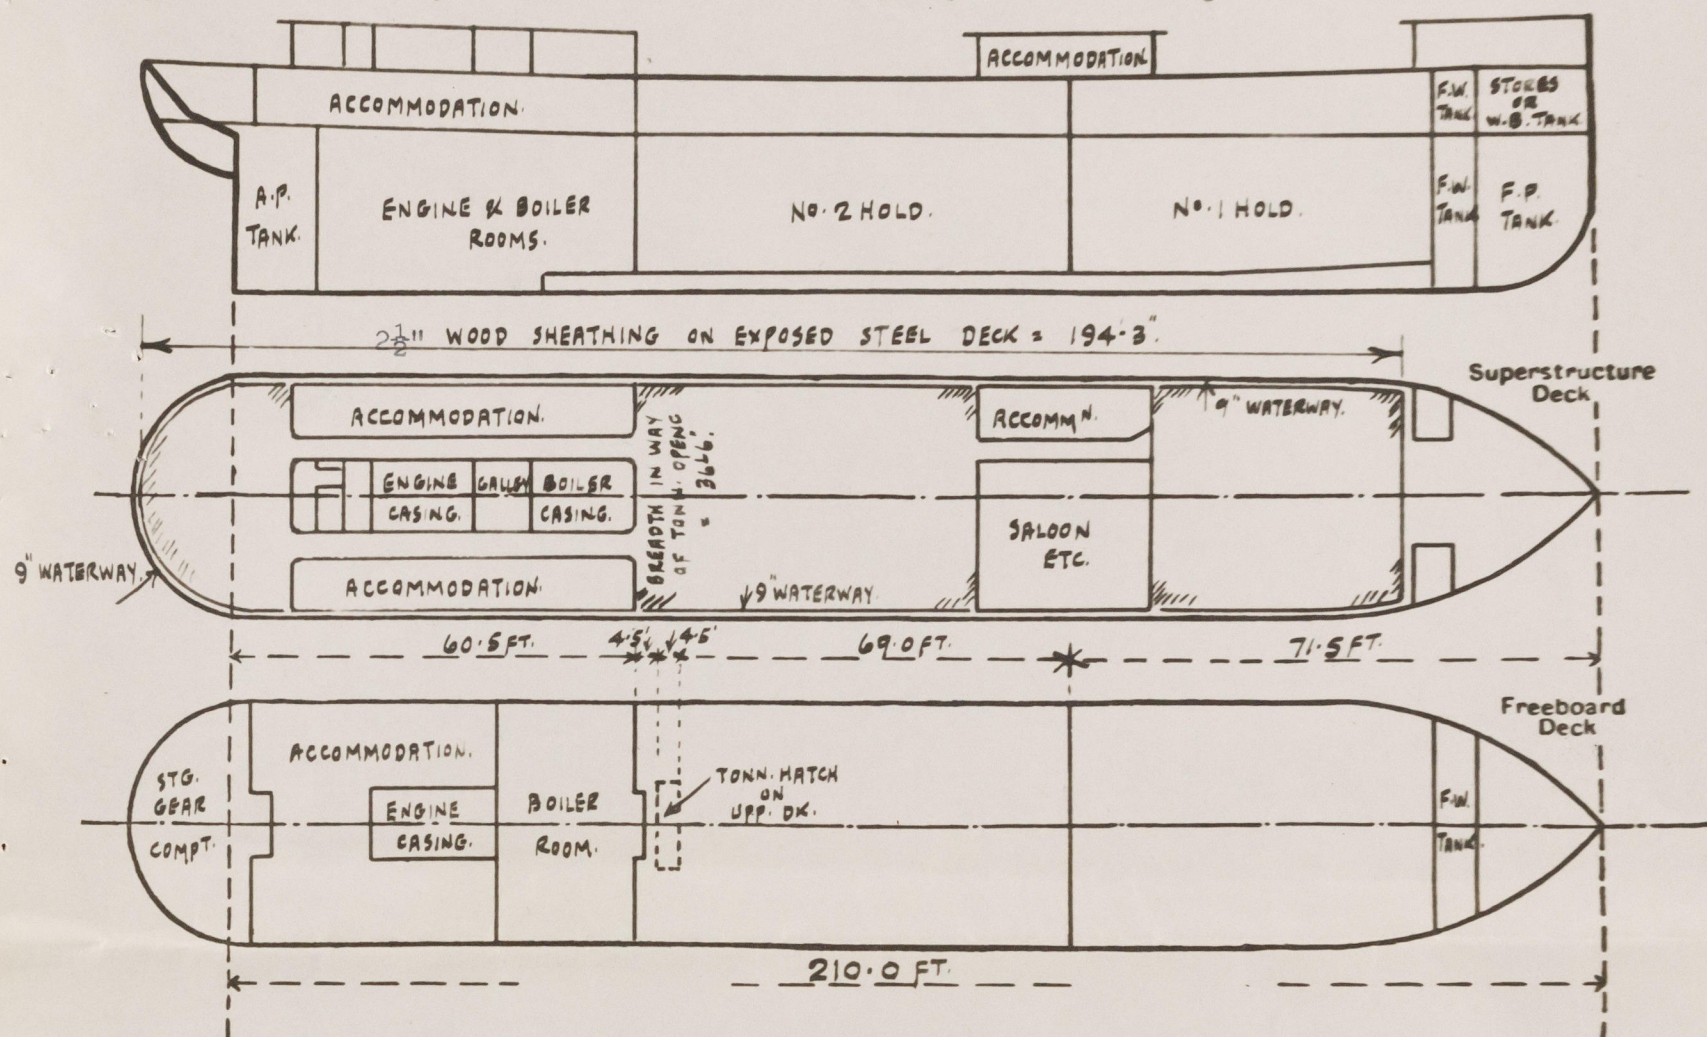 ACCOMMODATION
ACCOMMODATION.
F.W. TANK.
STORES
OR
W.B. TANK
A.P.
TANK.
ENGINE & BOILER
ROOMS.
No. 2 HOLD.
No. 1 HOLD.
F.W. TANK
F.P.
TANK.
2½" WOOD SHEATHING ON EXPOSED STEEL DECK = 194'-3".
Superstructure
Deck
ACCOMMODATION.
ACCOMMN.
9" WATERWAY.
BREADTH IN WAY
OF TONN. OPENG
ENGINE
CASING.
GALLEY
BOILER
CASING.
SALOON
ETC.
9" WATERWAY.
ACCOMMODATION.
9" WATERWAY.
60.5 FT.
4.5'
4.5'
69.0 FT.
71.5 FT.
Freeboard
Deck
ACCOMMODATION.
STG.
GEAR
COMPT.
ENGINE
CASING.
BOILER
ROOM.
TONN. HATCH
ON
UPP. DK.
F.W.
TANK.
210.0 FT.